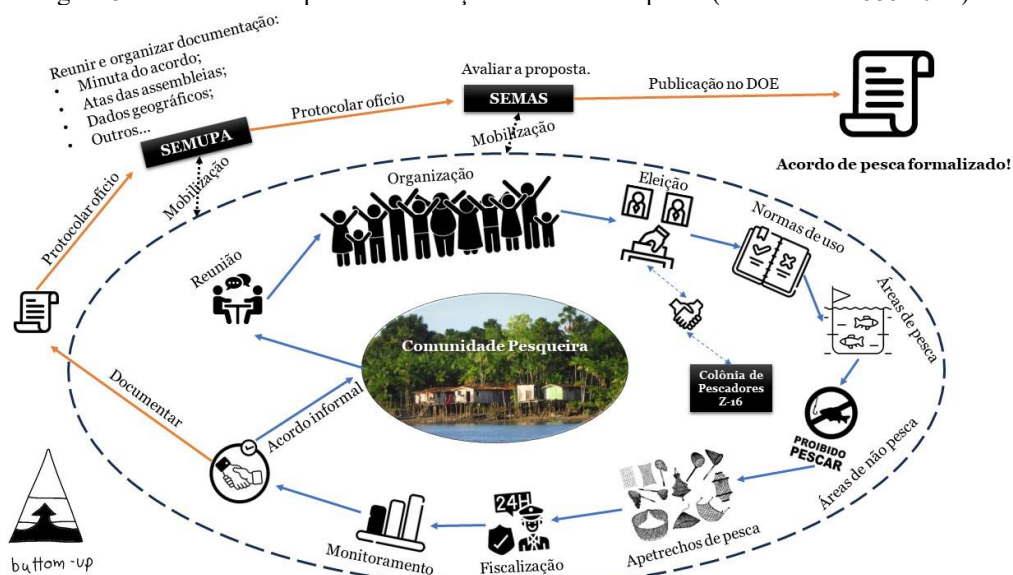 Reunir e organizar documentação:
• Minuta do acordo;
• Atas das assembleias;
• Dados geográficos;
• Outros...
SEMUPA
Protocolar ofício
Avaliar a proposta.
SEMAS
Publicação no DOE
Acordo de pesca formalizado!
Protocolar ofício
Mobilização
Mobilização
Organização
Eleição
Normas de uso
Reunião
Áreas de pesca
Comunidade Pesqueira
Colônia de
Pescadores
Z-16
Documentar
Acordo informal
PROIBIDO
PESCAR
Áreas de não pesca
24H
Apetrechos de pesca
Fiscalização
Monitoramento
buttom-up